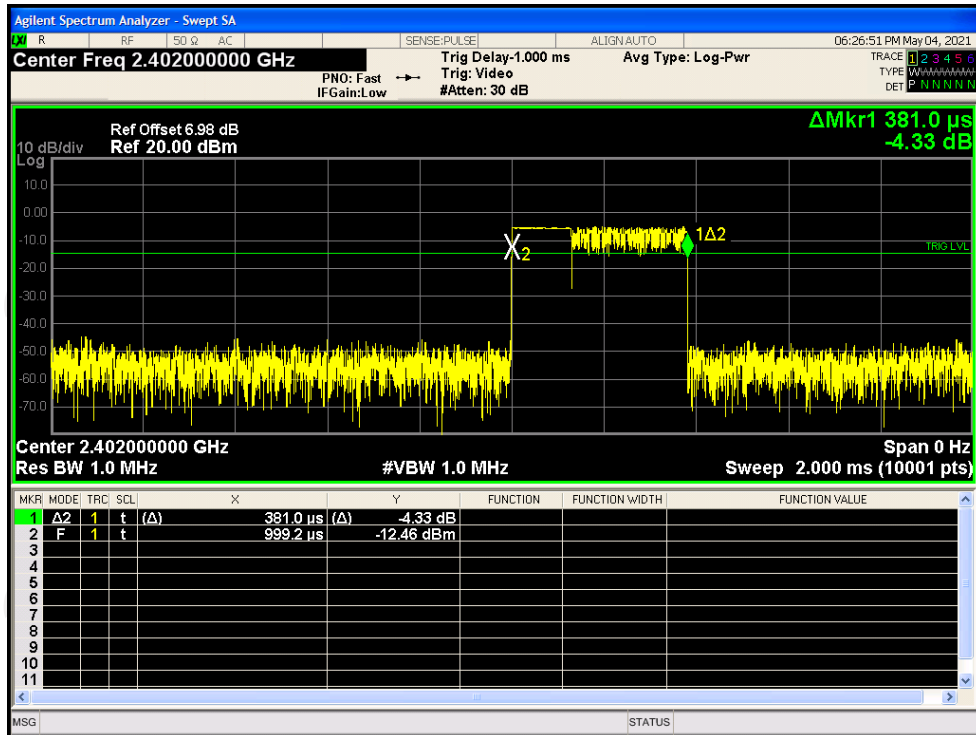 Agilent Spectrum Analyzer - Swept SA
LXI R RF 50 Ω AC SENSE:PULSE ALIGN AUTO 06:26:51 PM May 04, 2021
Center Freq 2.402000000 GHz
PNO: Fast
IFGain:Low
Trig Delay-1.000 ms
Trig: Video
#Atten: 30 dB
Avg Type: Log-Pwr
TRACE 1 2 3 4 5 6
TYPE W
DET P N N N N N
ΔMkr1 381.0 µs
-4.33 dB
Ref Offset 6.98 dB
10 dB/div Ref 20.00 dBm
Log
10.0
0.00
-10.0
-20.0
-30.0
-40.0
-50.0
-60.0
-70.0
X2
1Δ2
TRIG LVL
Center 2.402000000 GHz Span 0 Hz
Res BW 1.0 MHz #VBW 1.0 MHz Sweep 2.000 ms (10001 pts)
MKR MODE TRC SCL X Y FUNCTION FUNCTION WIDTH FUNCTION VALUE
1 Δ2 1 t (Δ) 381.0 µs (Δ) -4.33 dB
2 F 1 t 999.2 µs -12.46 dBm
3
4
5
6
7
8
9
10
11
MSG STATUS